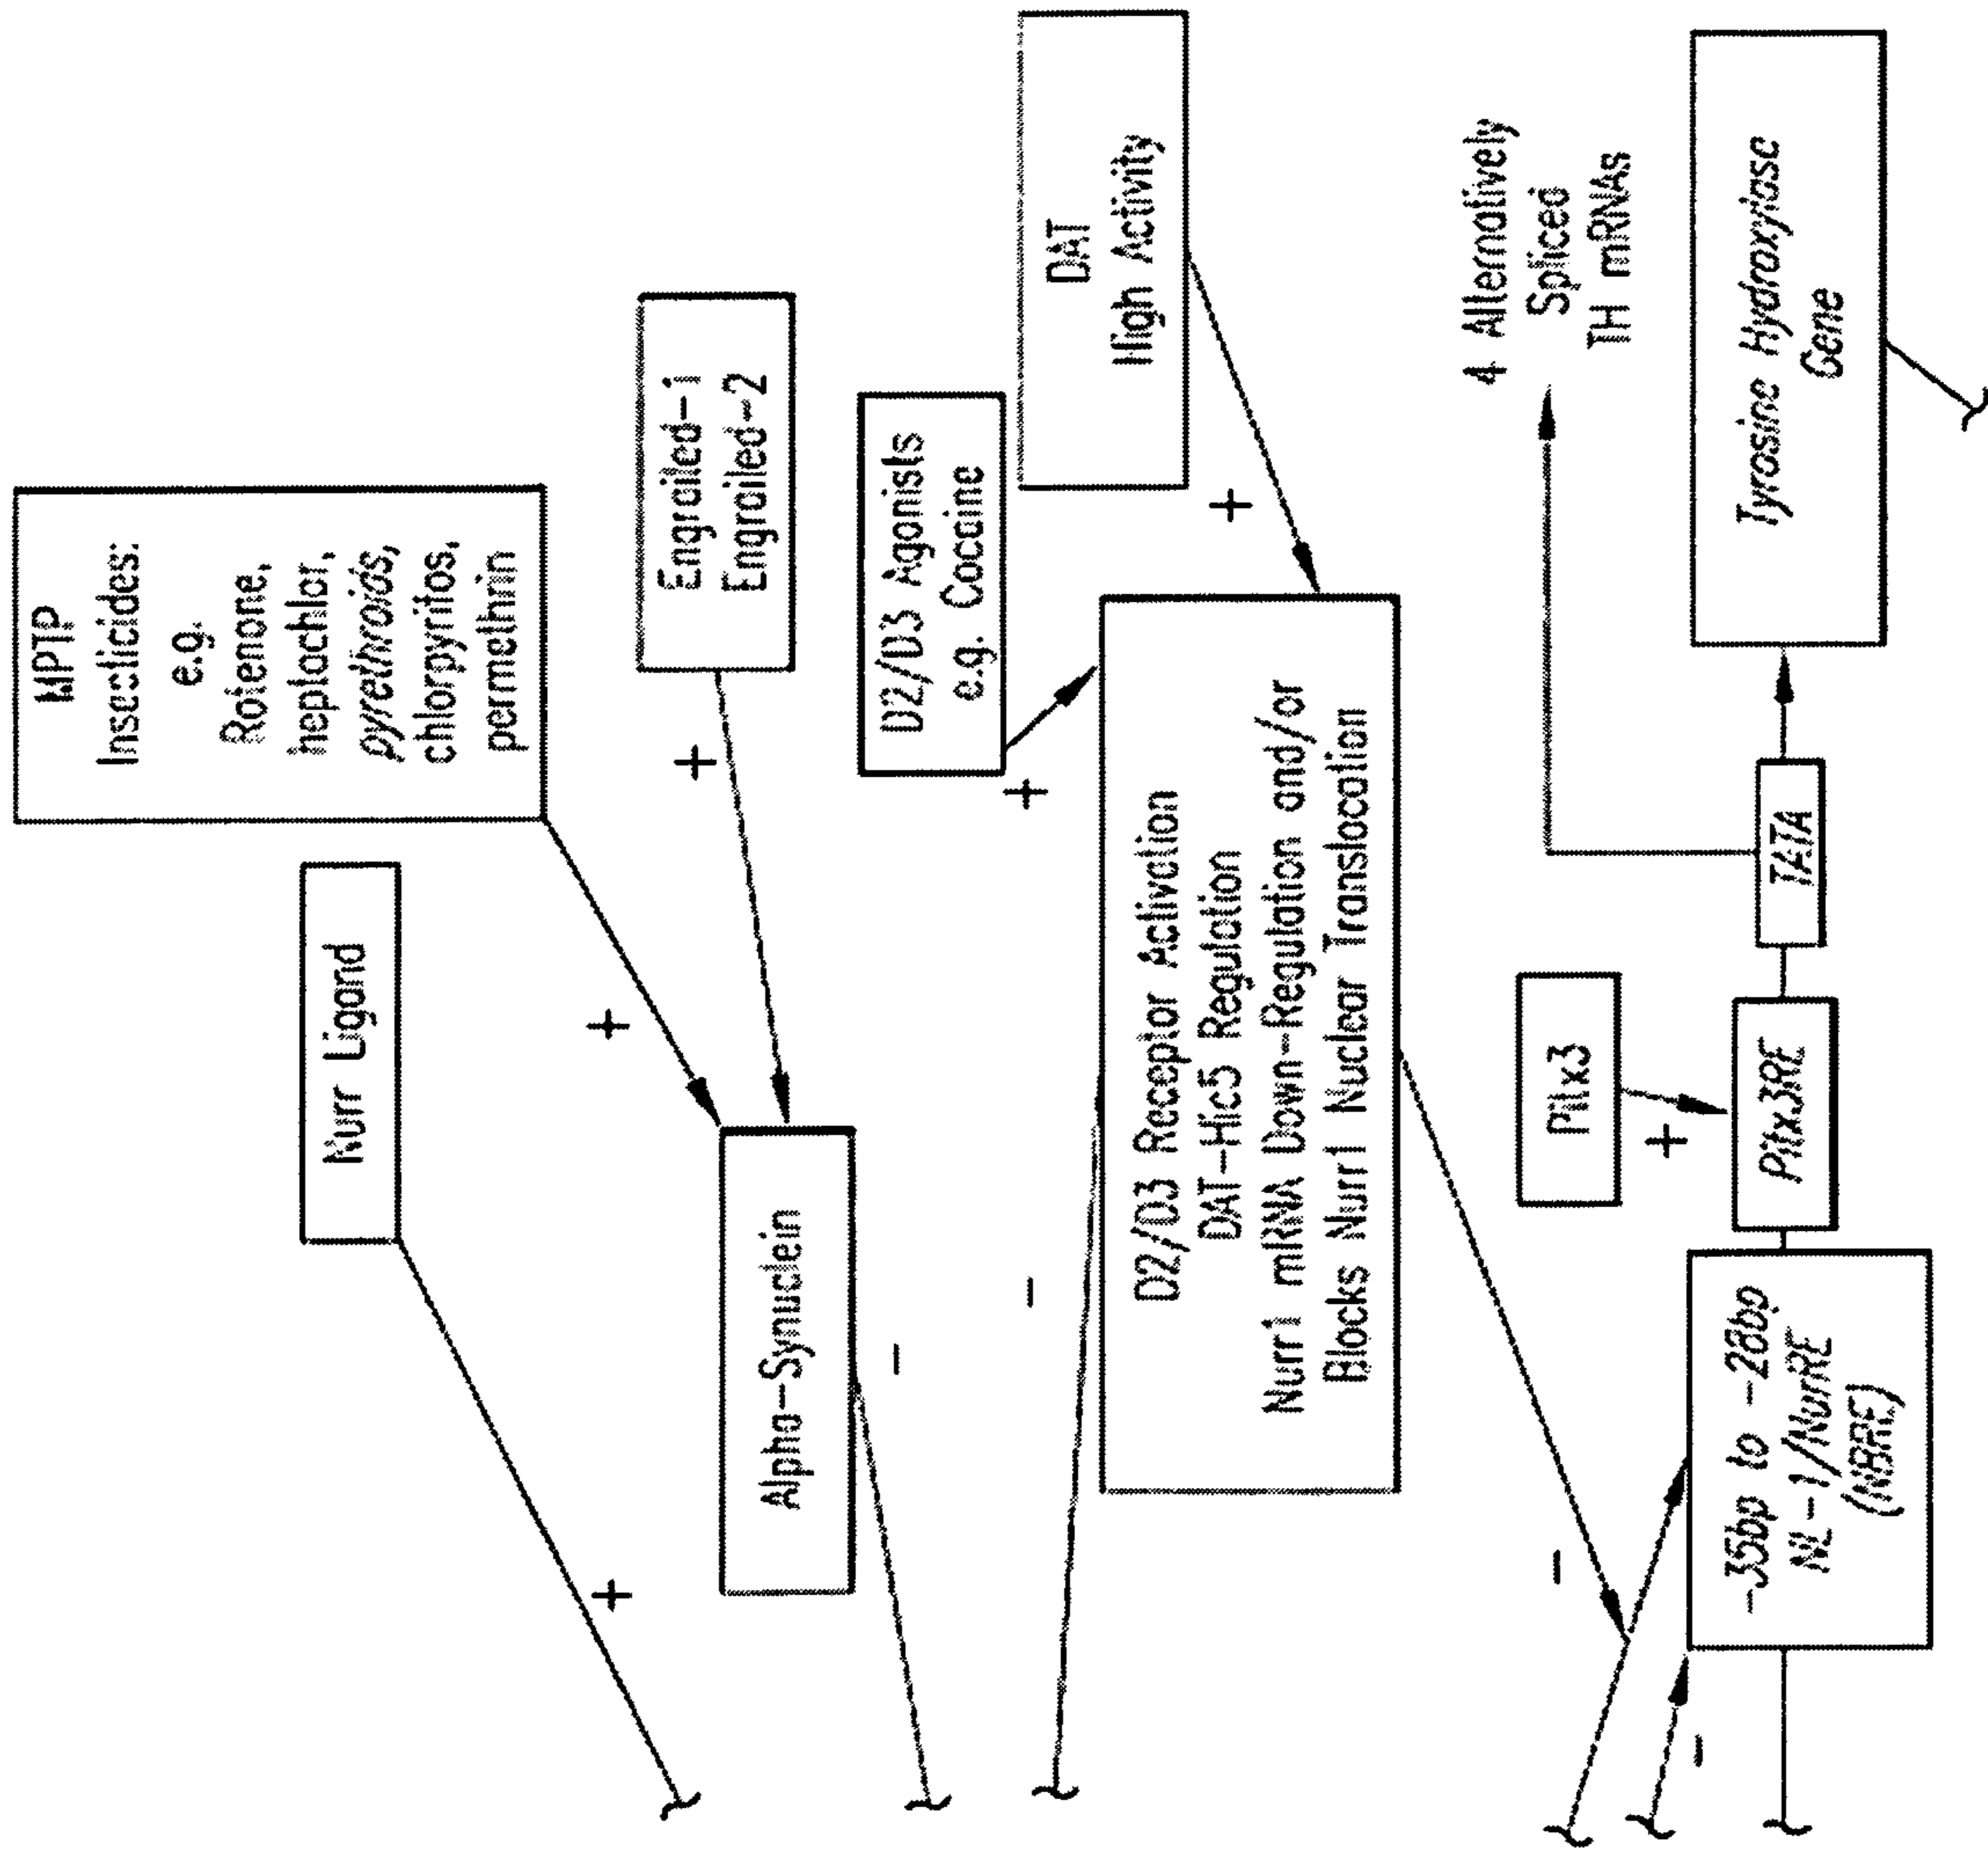 MPTP
Insecticides:
e.g.
Rotenone,
heptachlor,
pyrethroids,
chlorpyrifos,
permethrin
Nurr Ligand
+
+
Engrailed-1
Engrailed-2
+
Alpha-Synuclein
-
D2/D3 Agonists
e.g. Cocaine
+
DAT
High Activity
+
-
D2/D3 Receptor Activation
DAT-Hic5 Regulation
Nurr1 mRNA Down-Regulation and/or
Blocks Nurr1 Nuclear Translocation
-
4 Alternatively
Spliced
TH mRNAs
Pitx3
+
-
-35bp to -28bp
NL-1/NurrRE
(NBRE)
Pitx3RE
TATA
Tyrosine Hydroxylase
Gene